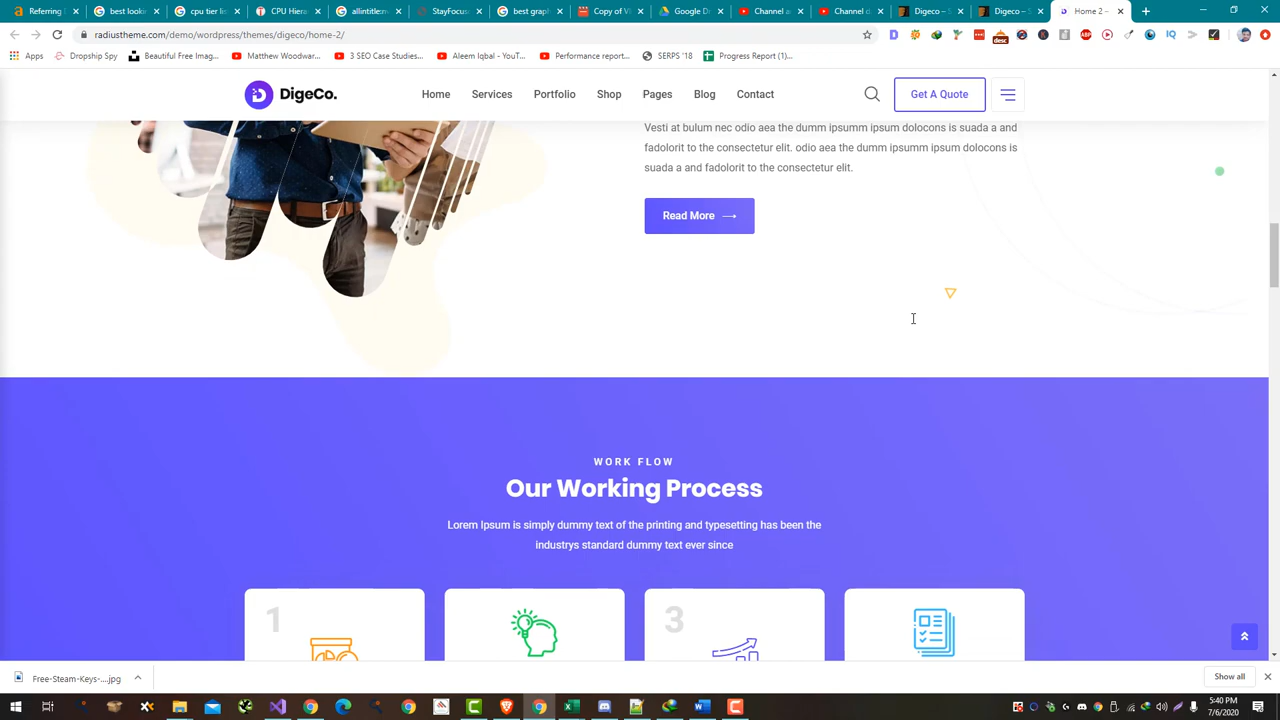 Referring
best lookin
cpu tier li
CPU Hiera
allintitle:m
StayFocus
best grap
Copy of V
Google Dr
Channel a
Channel d
Digeco – S
Digeco – S
Home 2 –
radiustheme.com/demo/wordpress/themes/digeco/home-2/
Apps
Dropship Spy
Beautiful Free Imag...
Matthew Woodwar...
3 SEO Case Studies...
Aleem Iqbal - YouT...
Performance report...
SERPS '18
Progress Report (1)...
DigeCo.
Home
Services
Portfolio
Shop
Pages
Blog
Contact
Get A Quote
Vesti at bulum nec odio aea the dumm ipsumm ipsum dolocons is suada a and
fadolorit to the consectetur elit. odio aea the dumm ipsumm ipsum dolocons is
suada a and fadolorit to the consectetur elit.
Read More
WORK FLOW
Our Working Process
Lorem Ipsum is simply dummy text of the printing and typesetting has been the
industrys standard dummy text ever since
1
3
Free-Steam-Keys-....jpg
Show all
5:40 PM
7/6/2020